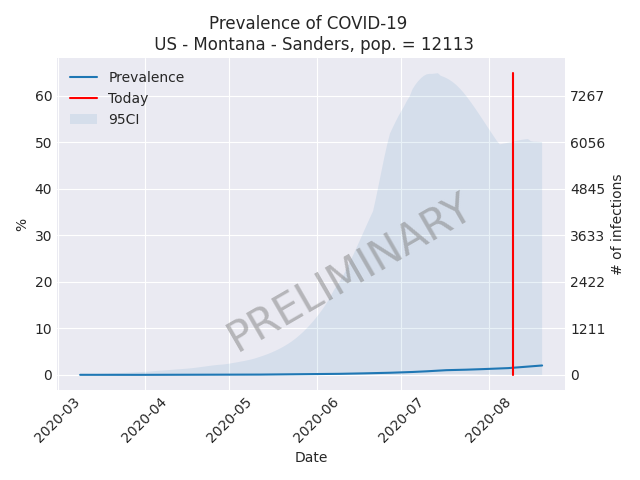 Prevalence of COVID-19
US - Montana - Sanders, pop. = 12113
Prevalence
Today
95CI
60
50
40
30
20
10
0
%
7267
6056
4845
3633
2422
1211
0
# of infections
PRELIMINARY
2020-03
2020-04
2020-05
2020-06
2020-07
2020-08
Date